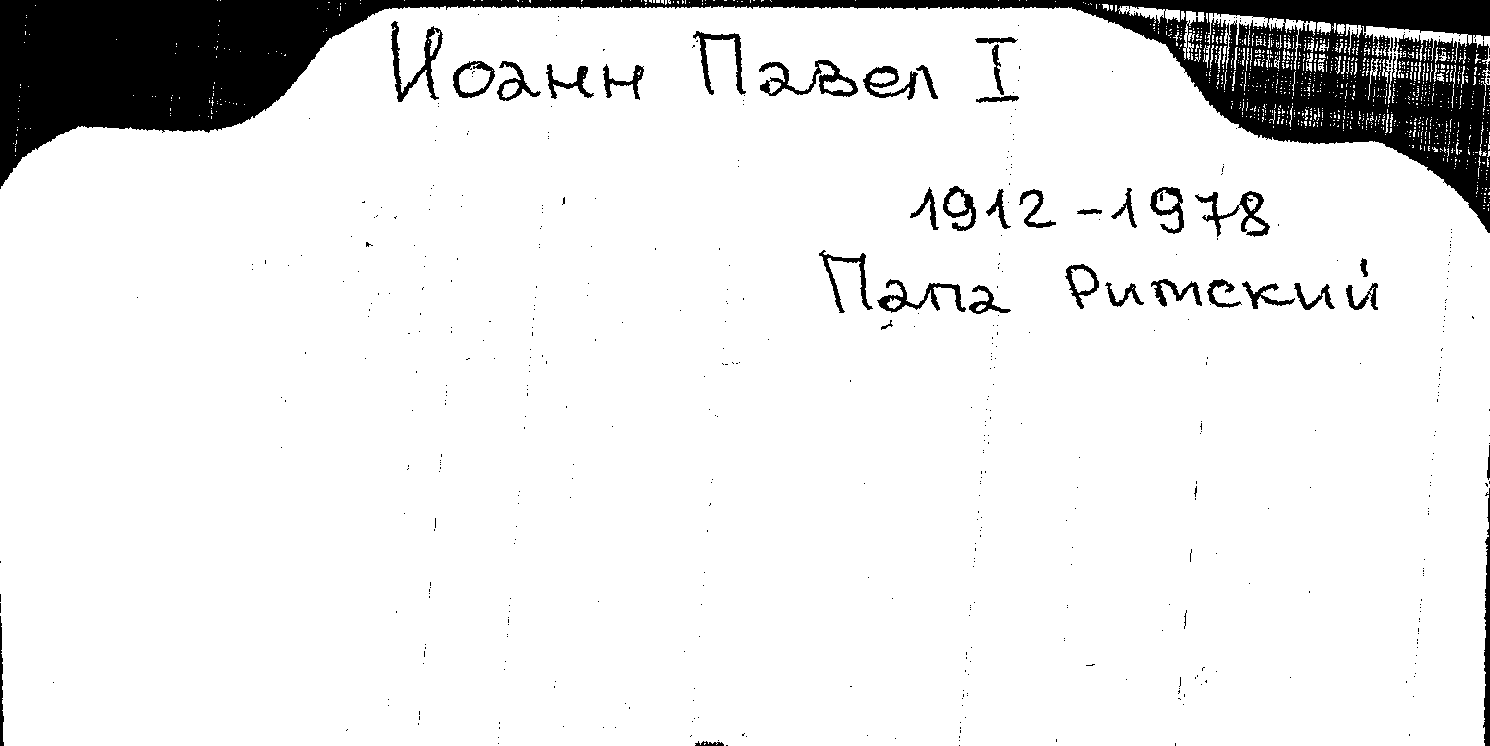 Иоанн Павел I
1912-1978
Папа Римский